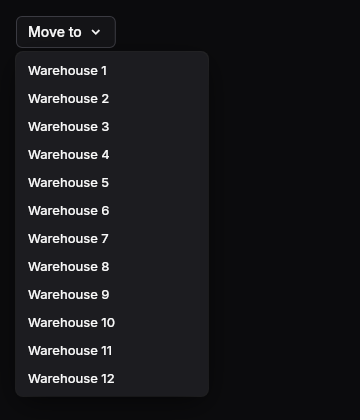 Move to
Warehouse 1
Warehouse 2
Warehouse 3
Warehouse 4
Warehouse 5
Warehouse 6
Warehouse 7
Warehouse 8
Warehouse 9
Warehouse 10
Warehouse 11
Warehouse 12